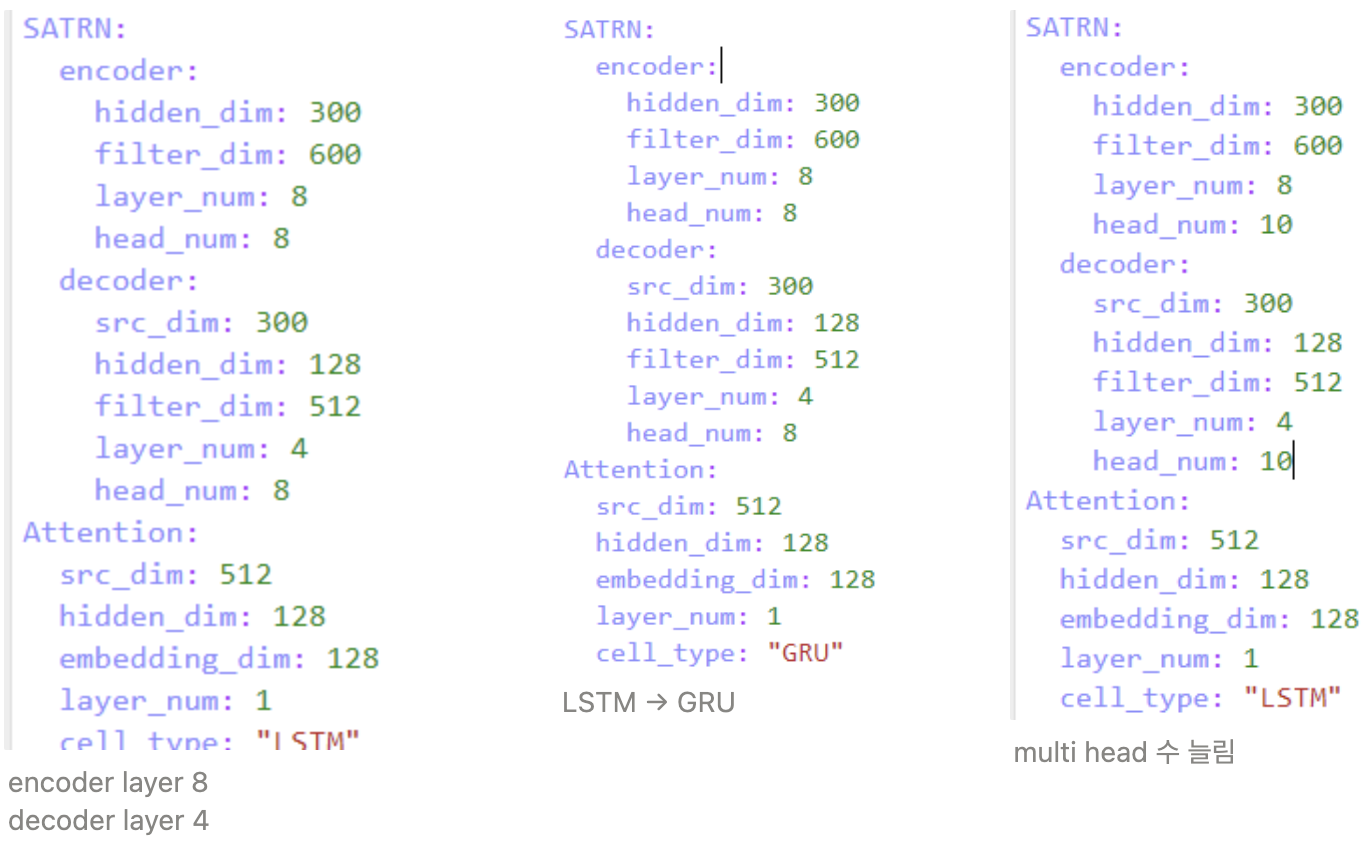 SATRN:
encoder:
hidden_dim: 300
filter_dim: 600
layer_num: 8
head_num: 8
decoder:
src_dim: 300
hidden_dim: 128
filter_dim: 512
layer_num: 4
head_num: 8
Attention:
src_dim: 512
hidden_dim: 128
embedding_dim: 128
layer_num: 1
cell_type: "LSTM"
encoder layer 8
decoder layer 4
SATRN:
encoder:
hidden_dim: 300
filter_dim: 600
layer_num: 8
head_num: 8
decoder:
src_dim: 300
hidden_dim: 128
filter_dim: 512
layer_num: 4
head_num: 8
Attention:
src_dim: 512
hidden_dim: 128
embedding_dim: 128
layer_num: 1
cell_type: "GRU"
LSTM → GRU
SATRN:
encoder:
hidden_dim: 300
filter_dim: 600
layer_num: 8
head_num: 10
decoder:
src_dim: 300
hidden_dim: 128
filter_dim: 512
layer_num: 4
head_num: 10
Attention:
src_dim: 512
hidden_dim: 128
embedding_dim: 128
layer_num: 1
cell_type: "LSTM"
multi head 수 늘림